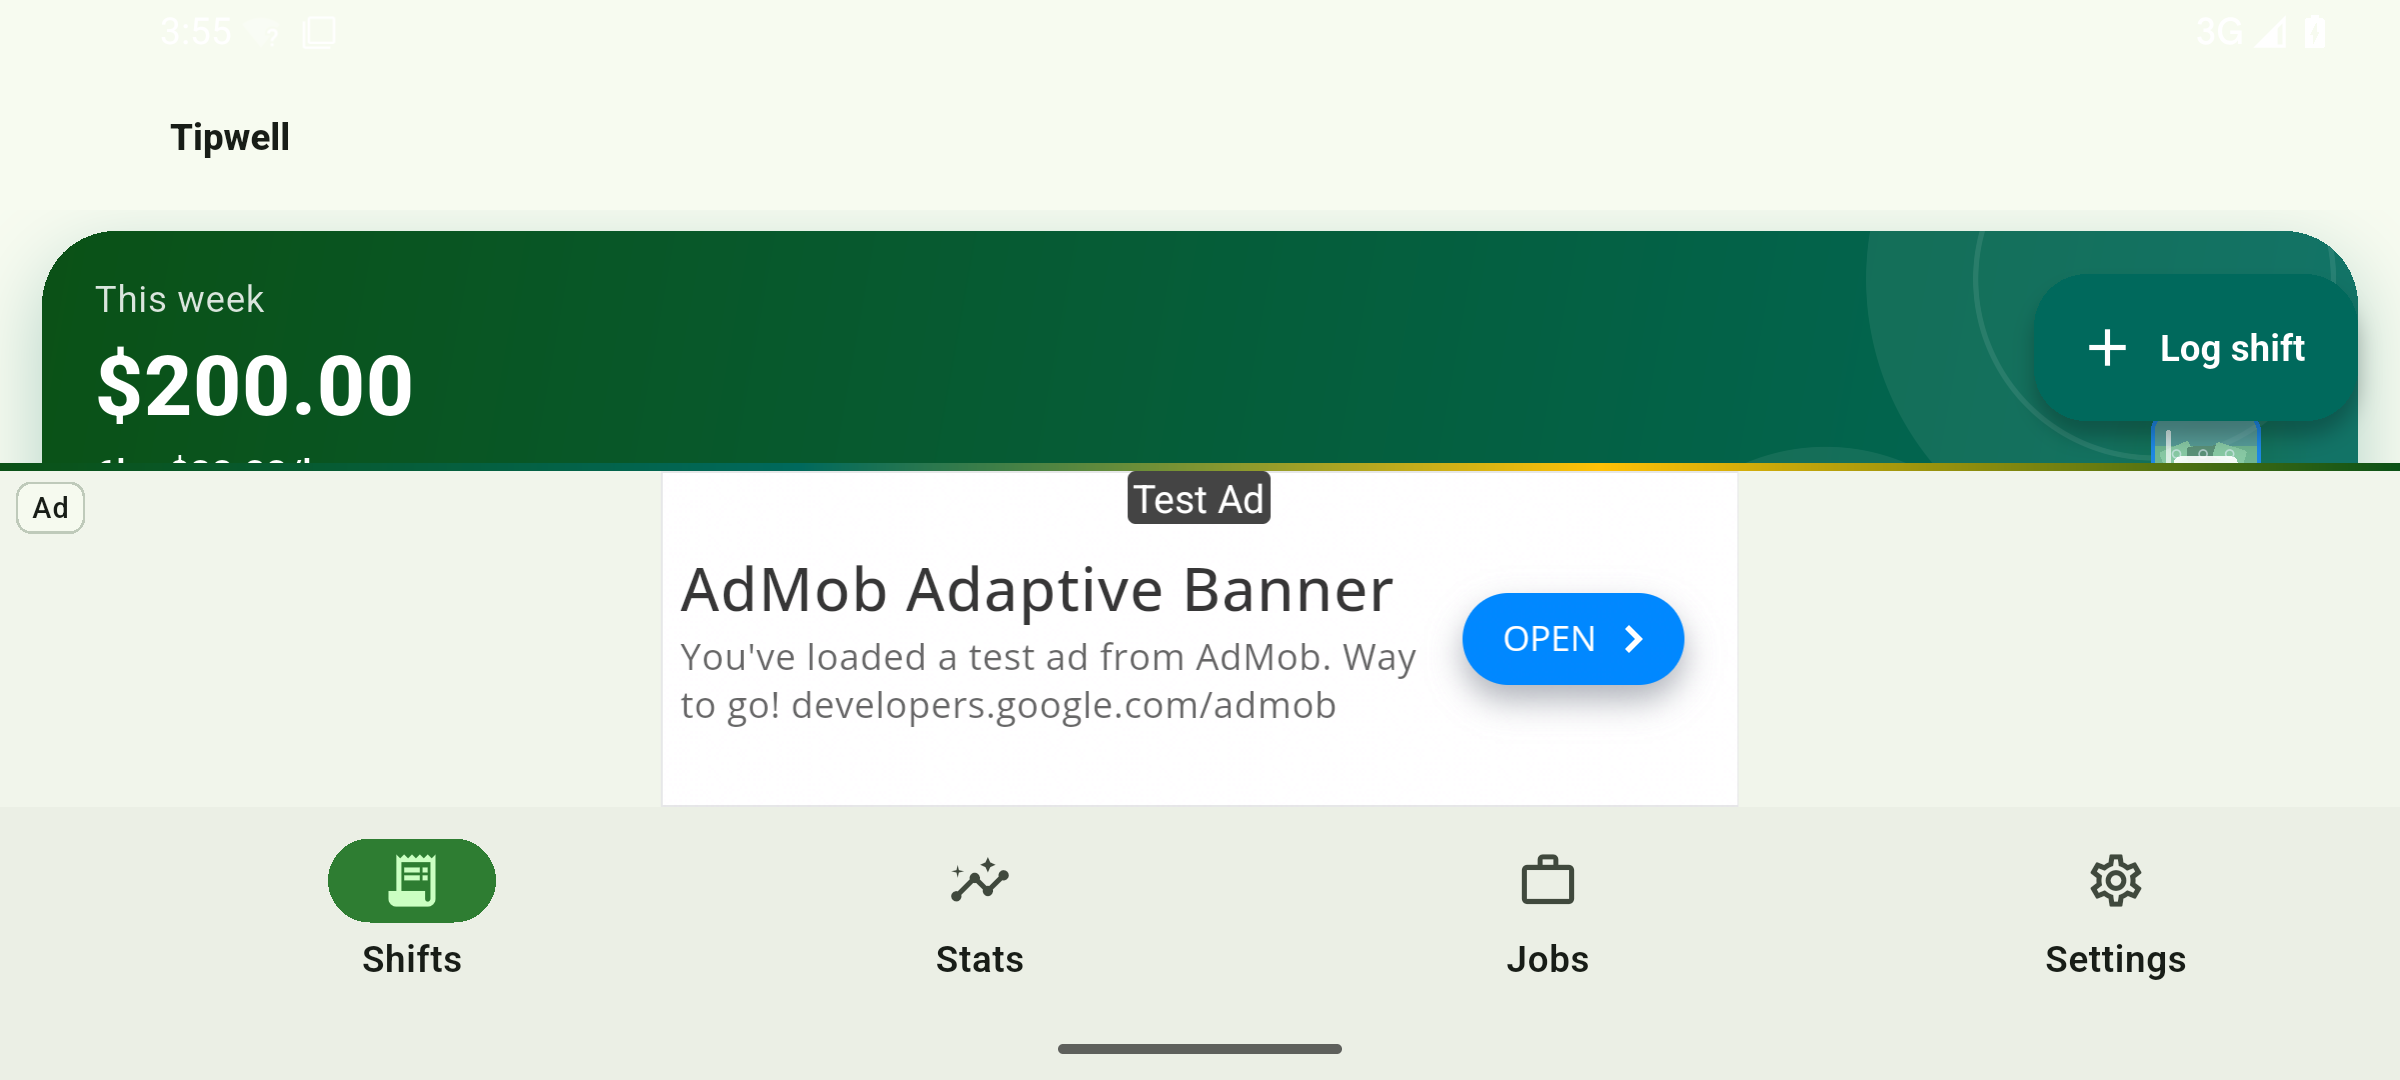 3:55
3G
Tipwell
This week
$200.00
Log shift
Ad
Test Ad
AdMob Adaptive Banner
You've loaded a test ad from AdMob. Way
to go! developers.google.com/admob
OPEN
Shifts
Stats
Jobs
Settings